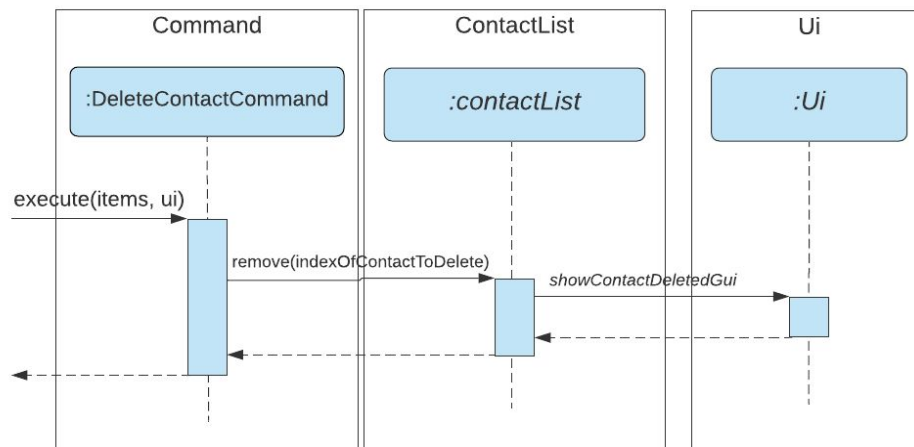 Command
ContactList
Ui
:DeleteContactCommand
:contactList
:Ui
execute(items, ui)
remove(indexOfContactToDelete)
showContactDeletedGui